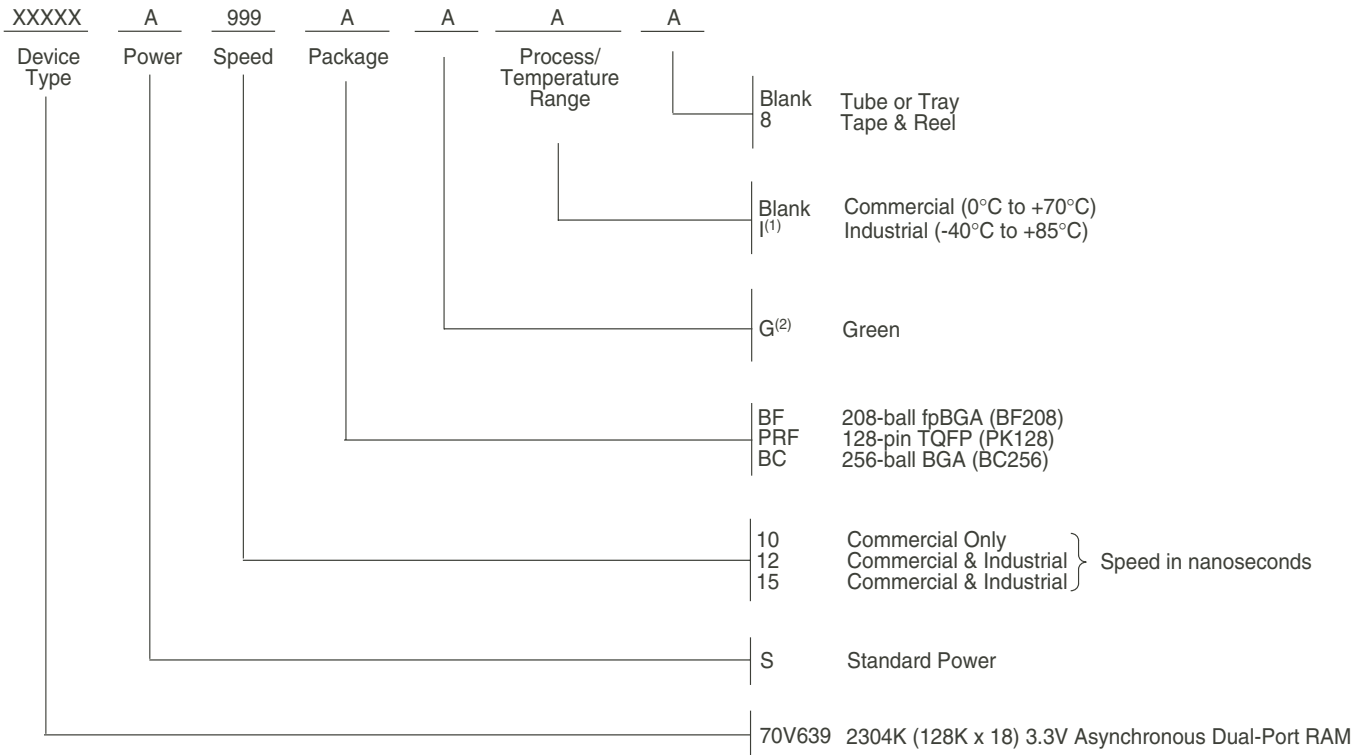 XXXXX A 999 A A A A
Device Type
Power
Speed
Package
Process/
Temperature
Range
Blank Tube or Tray
8 Tape & Reel
Blank Commercial (0°C to +70°C)
I(1) Industrial (-40°C to +85°C)
G(2) Green
BF 208-ball fpBGA (BF208)
PRF 128-pin TQFP (PK128)
BC 256-ball BGA (BC256)
10 Commercial Only
12 Commercial & Industrial
15 Commercial & Industrial
Speed in nanoseconds
S Standard Power
70V639 2304K (128K x 18) 3.3V Asynchronous Dual-Port RAM